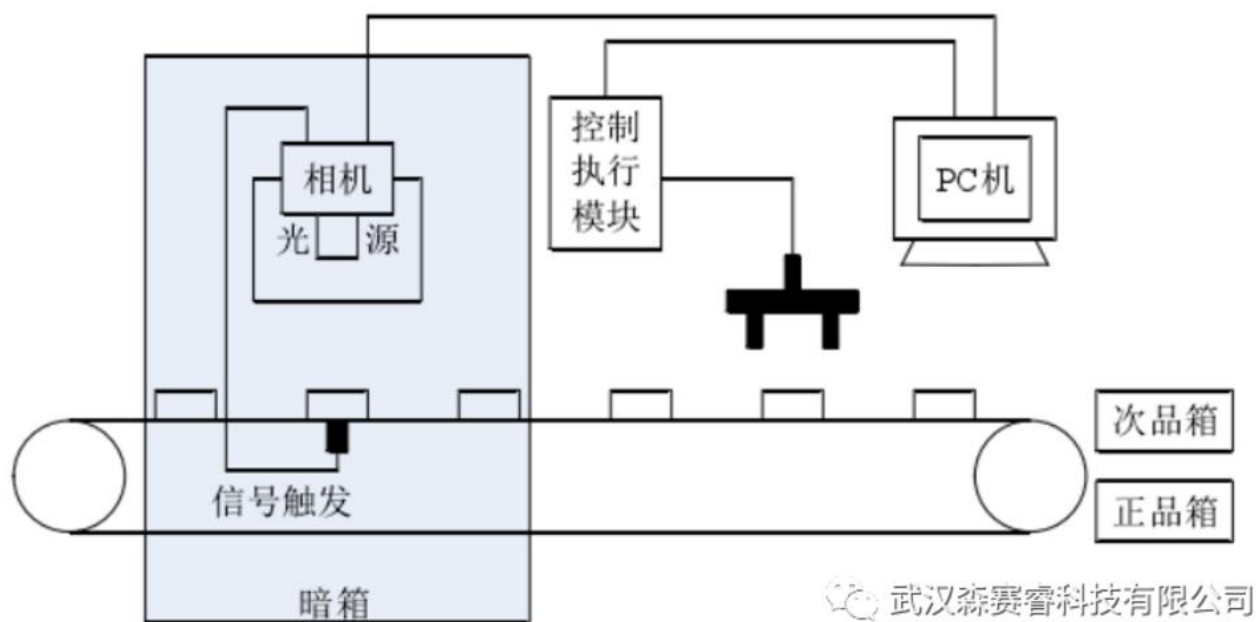 相机
光 源
控制
执行
模块
PC机
信号触发
次品箱
正品箱
暗箱
武汉森赛睿科技有限公司